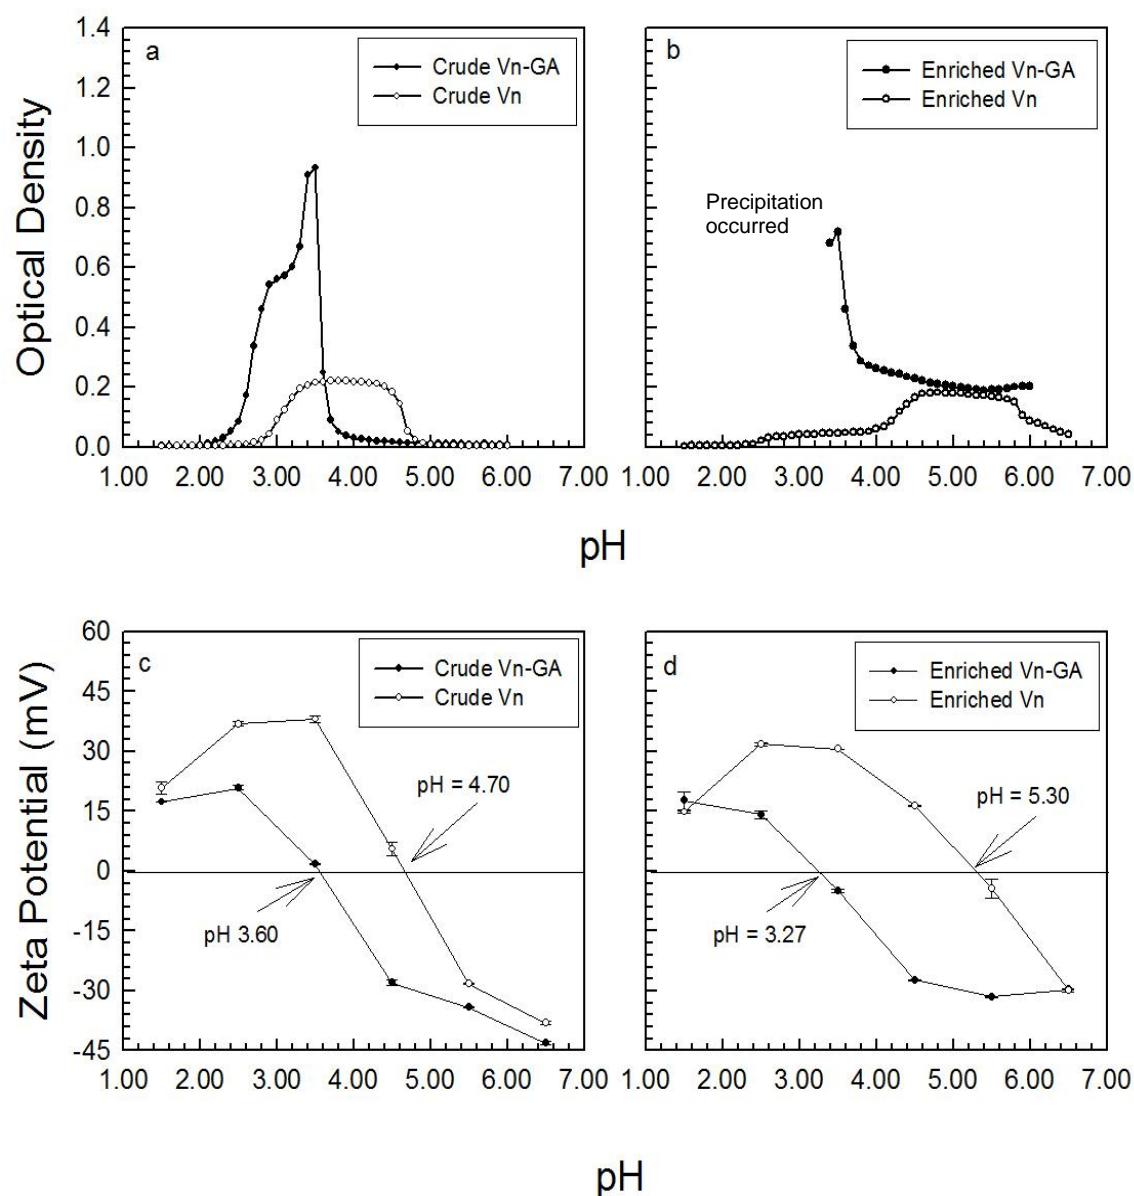 a
Crude Vn-GA
Crude Vn
1.4
1.2
1.0
0.8
0.6
0.4
0.2
0.0
Optical Density
1.00 2.00 3.00 4.00 5.00 6.00 7.00
b
Enriched Vn-GA
Enriched Vn
Precipitation
occurred
1.00 2.00 3.00 4.00 5.00 6.00 7.00
pH
c
Crude Vn-GA
Crude Vn
60
45
30
15
0
-15
-30
-45
Zeta Potential (mV)
pH = 4.70
pH 3.60
1.00 2.00 3.00 4.00 5.00 6.00 7.00
d
Enriched Vn-GA
Enriched Vn
pH = 5.30
pH = 3.27
1.00 2.00 3.00 4.00 5.00 6.00 7.00
pH